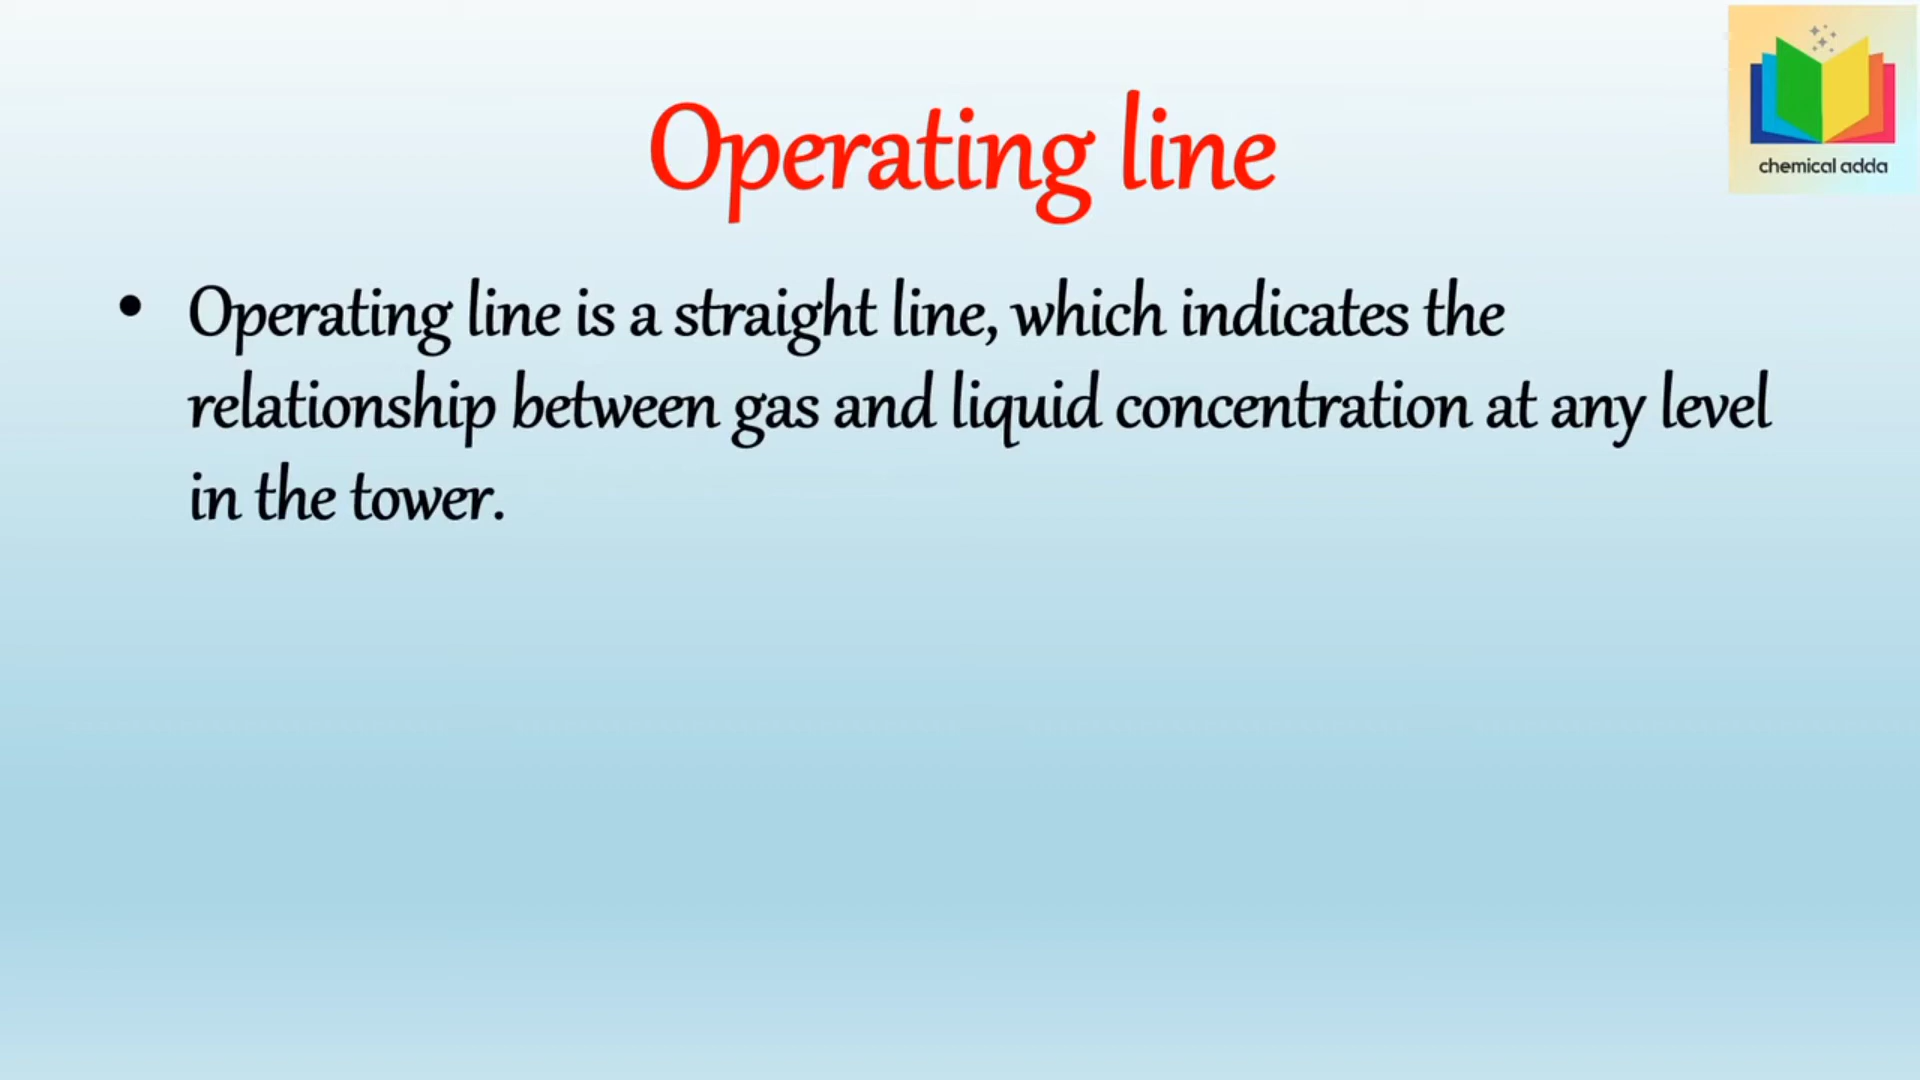 chemical adda
Operating line
• Operating line is a straight line, which indicates the
relationship between gas and liquid concentration at any level
in the tower.